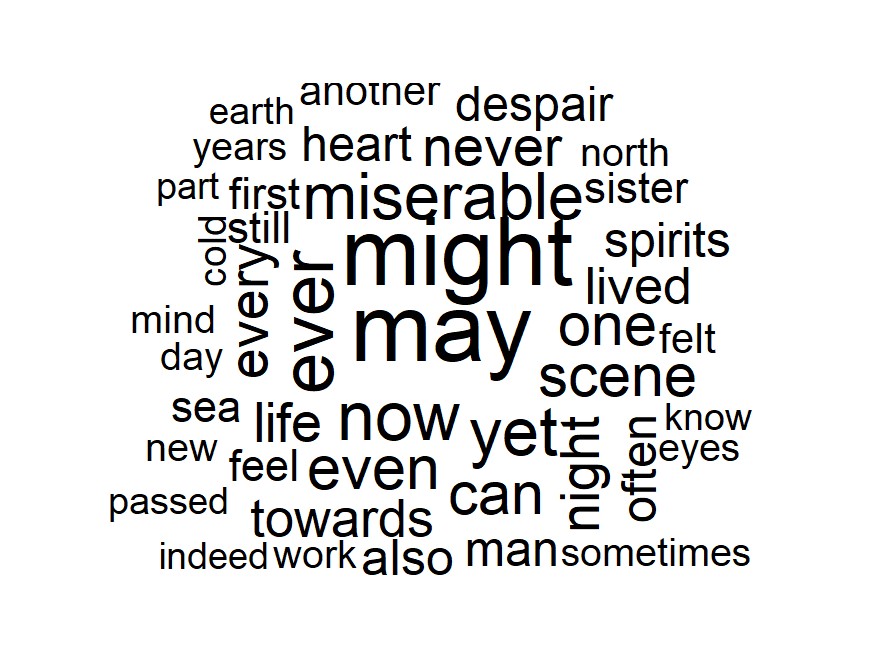 another
earth despair
years heart never north
part first miserable sister
cold still might spirits
every ever lived
mind may one felt
day scene
sea life now yet know
new feel even night often eyes
passed towards can
indeed work also man sometimes